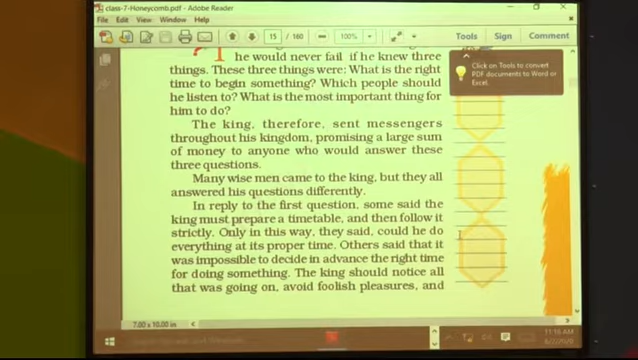 class-7-Honeycomb.pdf - Adobe Reader
File Edit View Window Help
15 / 160
100%
Tools Sign Comment
he would never fail if he knew three
things. These three things were: What is the right
time to begin something? Which people should
he listen to? What is the most important thing for
him to do?
The king, therefore, sent messengers
throughout his kingdom, promising a large sum
of money to anyone who would answer these
three questions.
Many wise men came to the king, but they all
answered his questions differently.
In reply to the first question, some said the
king must prepare a timetable, and then follow it
strictly. Only in this way, they said, could he do
everything at its proper time. Others said that it
was impossible to decide in advance the right time
for doing something. The king should notice all
that was going on, avoid foolish pleasures, and
Click on Tools to convert
PDF documents to Word or
Excel.
7.00 x 10.00 in
11:16 AM